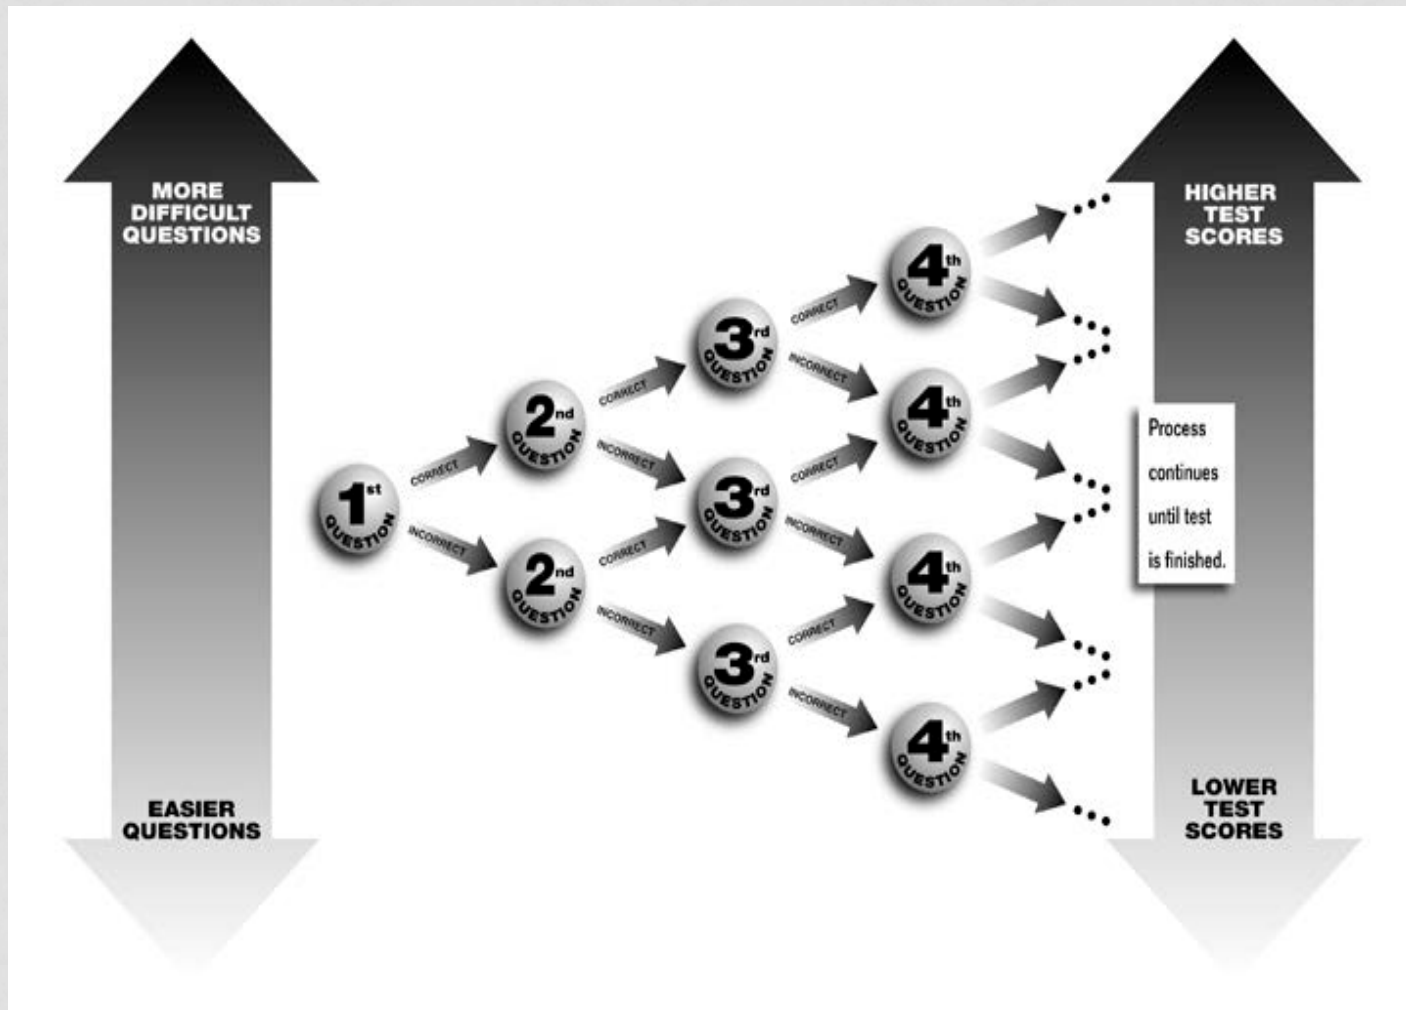 MORE
DIFFICULT
QUESTIONS
EASIER
QUESTIONS
1st
QUESTION
CORRECT
INCORRECT
2nd
QUESTION
2nd
QUESTION
CORRECT
INCORRECT
CORRECT
INCORRECT
3rd
QUESTION
3rd
QUESTION
3rd
QUESTION
CORRECT
INCORRECT
CORRECT
INCORRECT
CORRECT
INCORRECT
4th
QUESTION
4th
QUESTION
4th
QUESTION
4th
QUESTION
HIGHER
TEST
SCORES
Process
continues
until test
is finished.
LOWER
TEST
SCORES